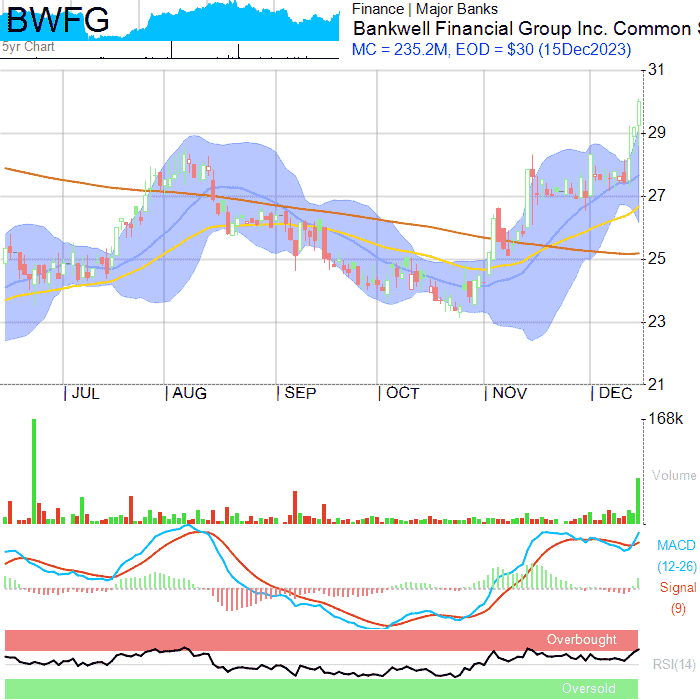 BWFG
5yr Chart
Finance | Major Banks
Bankwell Financial Group Inc. Common S
MC = 235.2M, EOD = $30 (15Dec2023)
31
29
27
25
23
21
JUL AUG SEP OCT NOV DEC
168k
Volume
MACD
(12-26)
Signal
(9)
Overbought
RSI(14)
Oversold